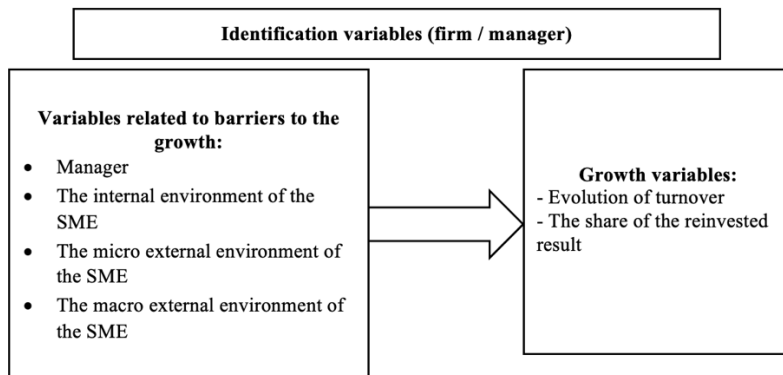 Identification variables (firm / manager)
Variables related to barriers to the
growth:
• Manager
• The internal environment of the
SME
• The micro external environment of
the SME
• The macro external environment of
the SME
Growth variables:
- Evolution of turnover
- The share of the reinvested
result